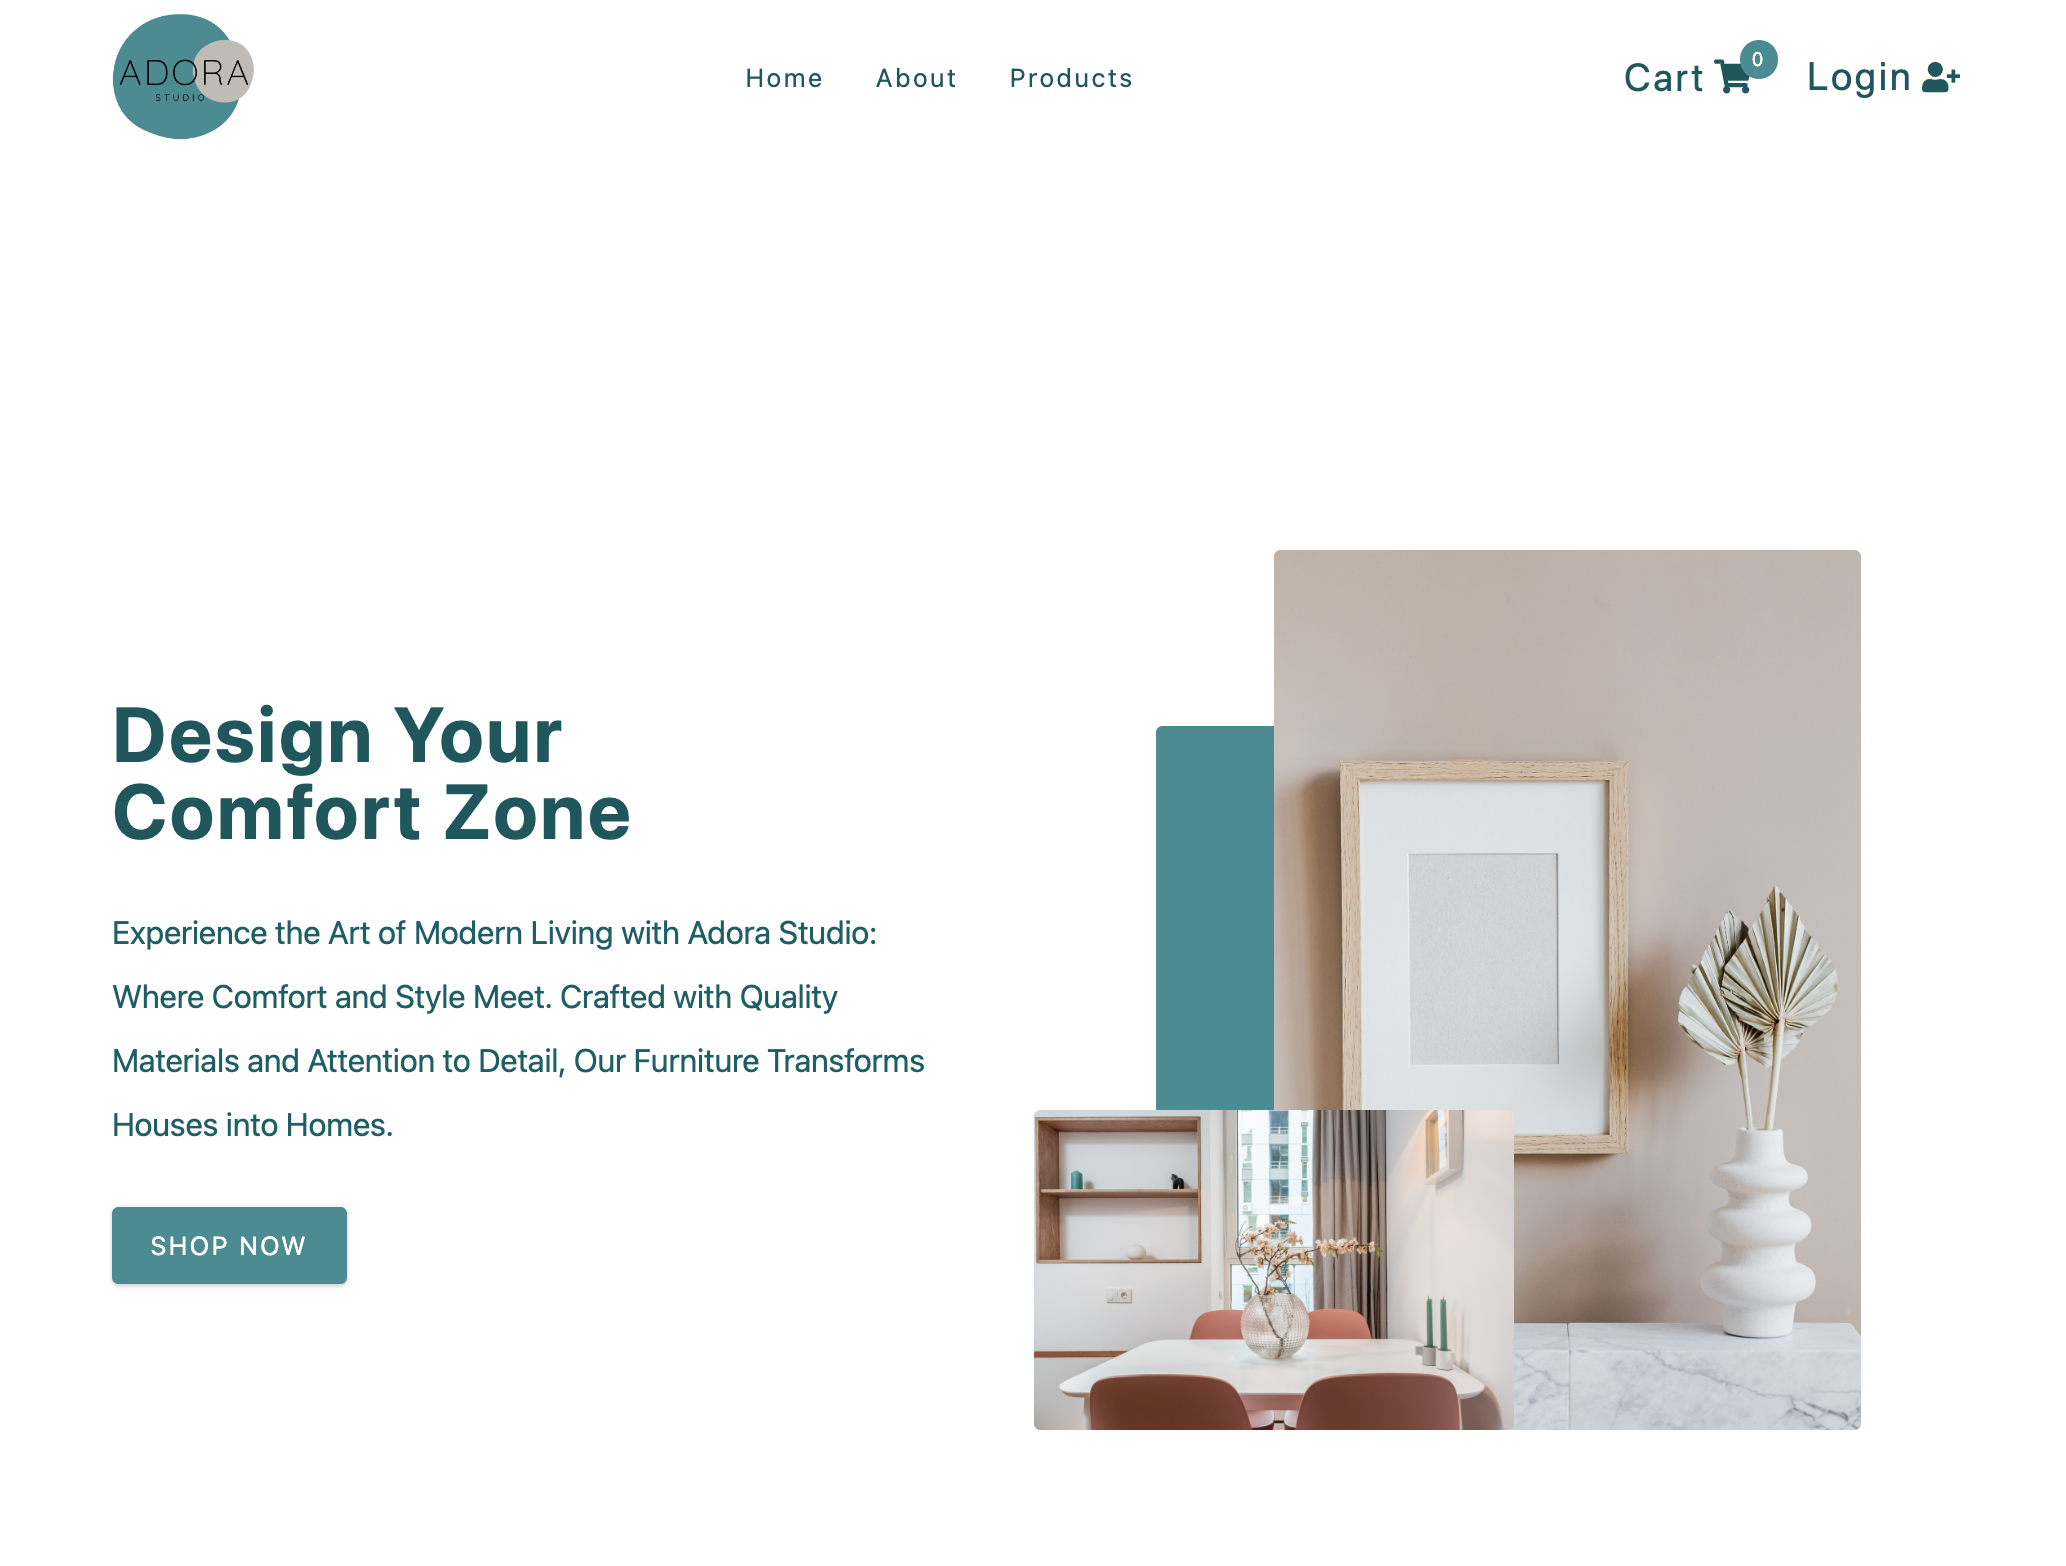 ADORA
STUDIO
Home
About
Products
Cart
0
Login
Design Your
Comfort Zone
Experience the Art of Modern Living with Adora Studio:
Where Comfort and Style Meet. Crafted with Quality
Materials and Attention to Detail, Our Furniture Transforms
Houses into Homes.
SHOP NOW